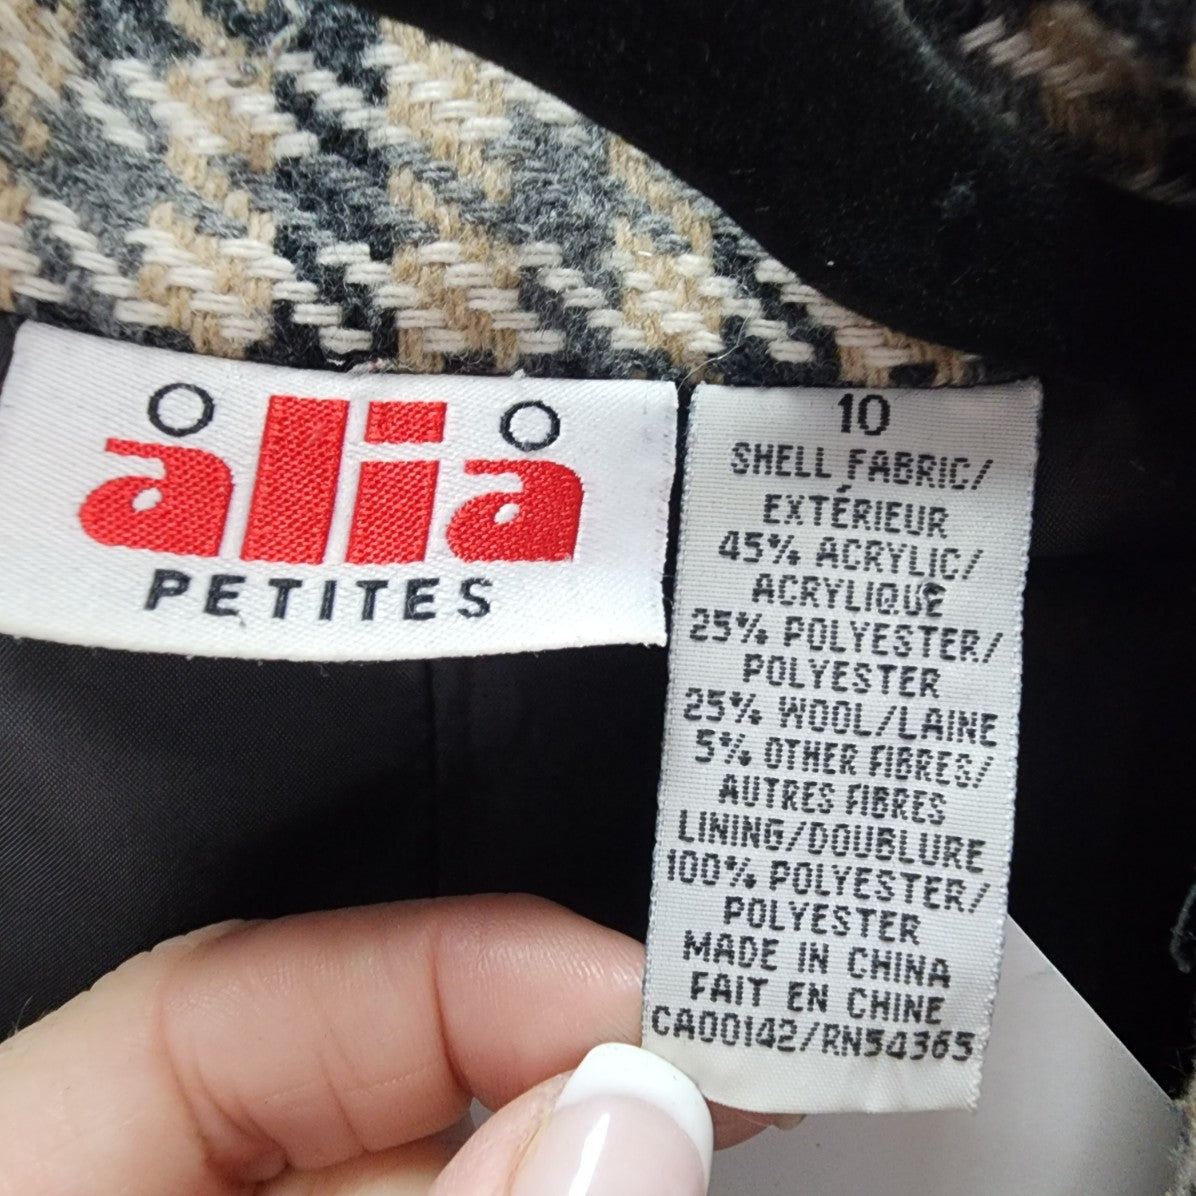 alia
PETITES
10
SHELL FABRIC/
EXTÉRIEUR
45% ACRYLIC/
ACRYLIQUE
25% POLYESTER/
POLYESTER
25% WOOL/LAINE
5% OTHER FIBRES/
AUTRES FIBRES
LINING/DOUBLURE
100% POLYESTER/
POLYESTER
MADE IN CHINA
FAIT EN CHINE
CA00142/RN54365